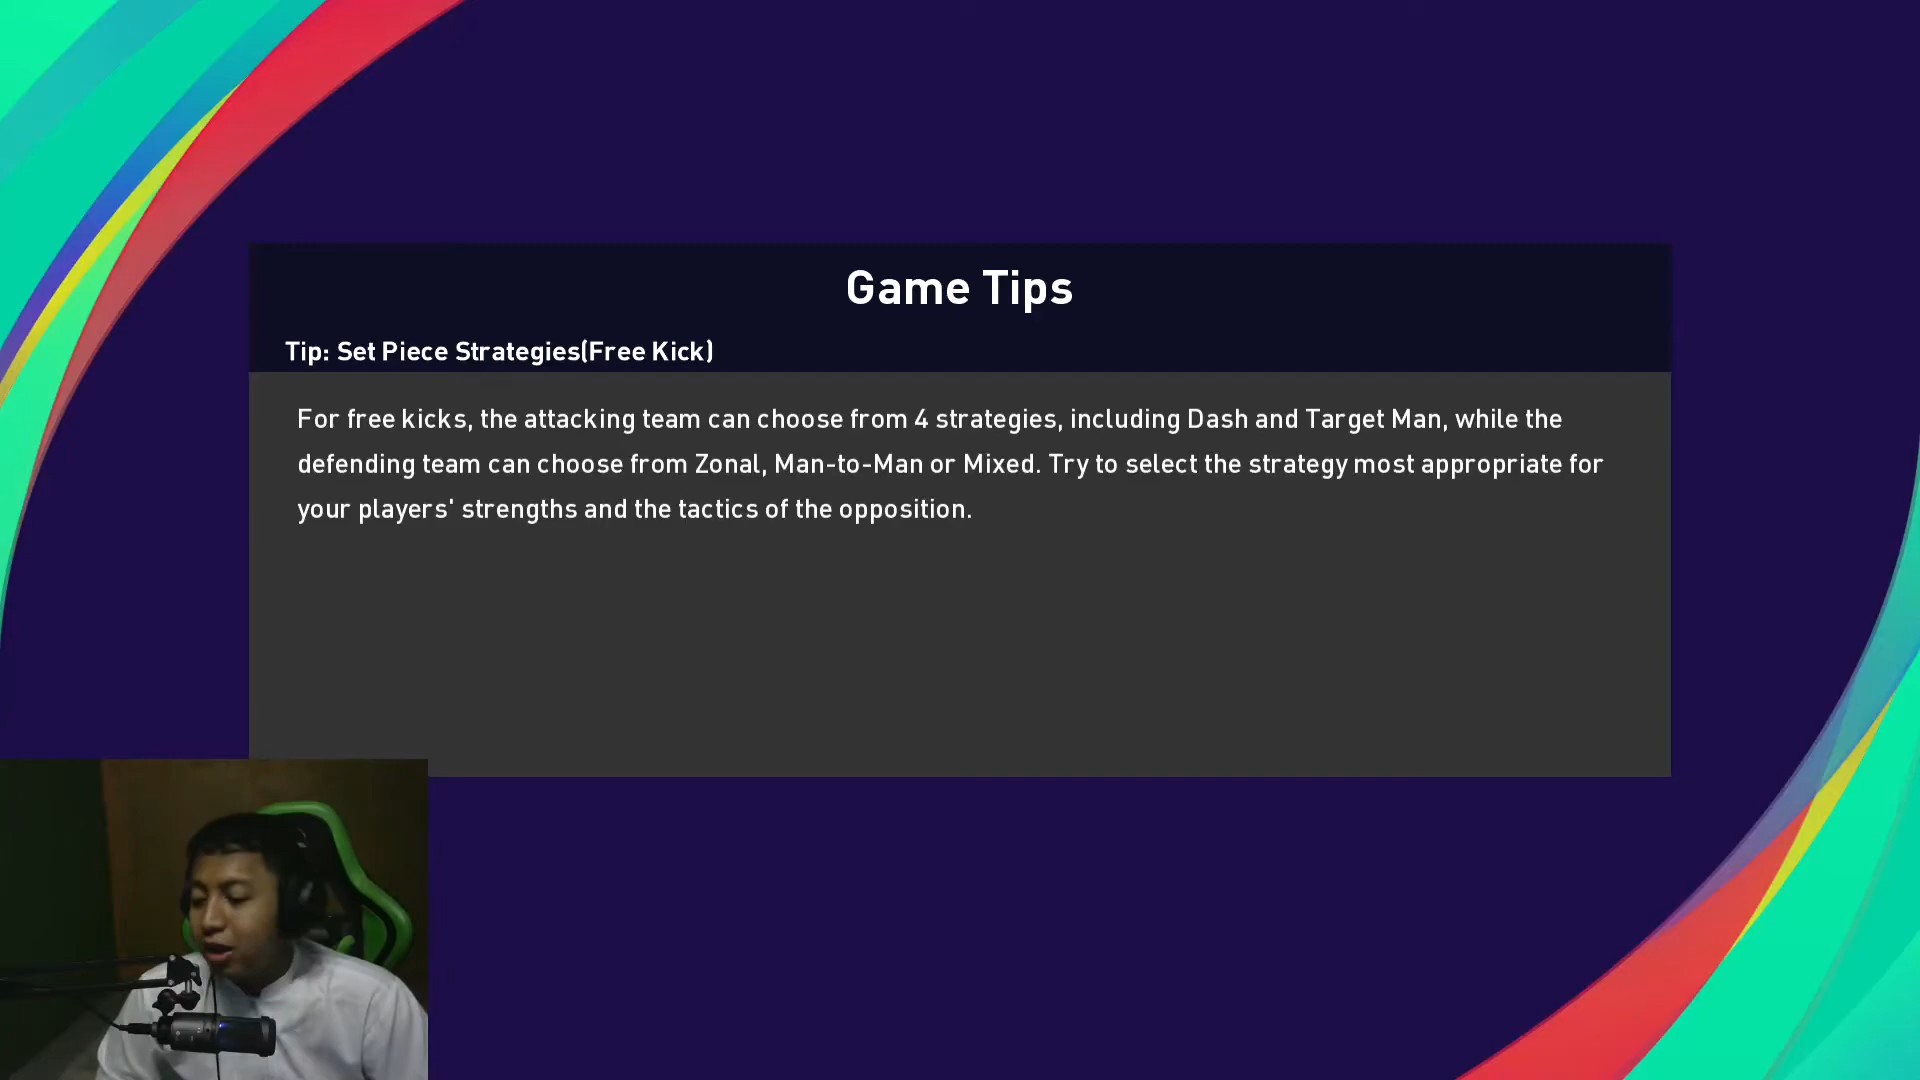 Game Tips
Tip: Set Piece Strategies(Free Kick)
For free kicks, the attacking team can choose from 4 strategies, including Dash and Target Man, while the
defending team can choose from Zonal, Man-to-Man or Mixed. Try to select the strategy most appropriate for
your players' strengths and the tactics of the opposition.